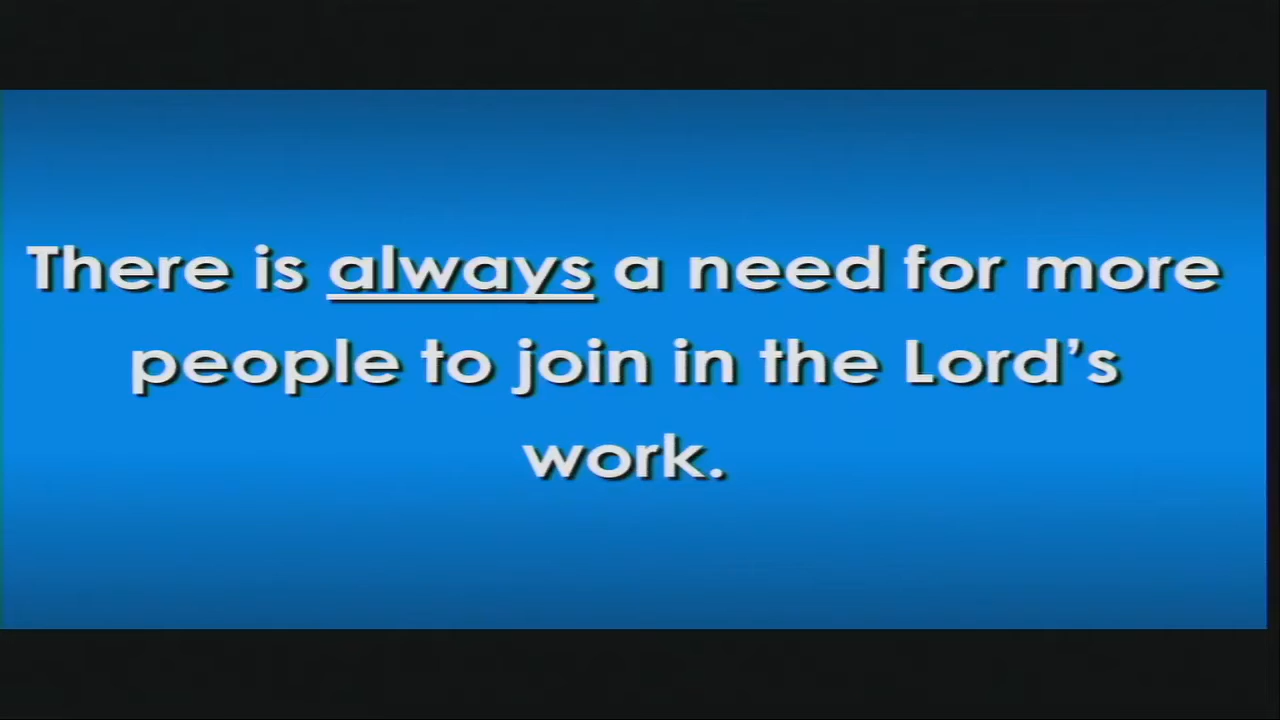 There is always a need for more
people to join in the Lord’s
work.